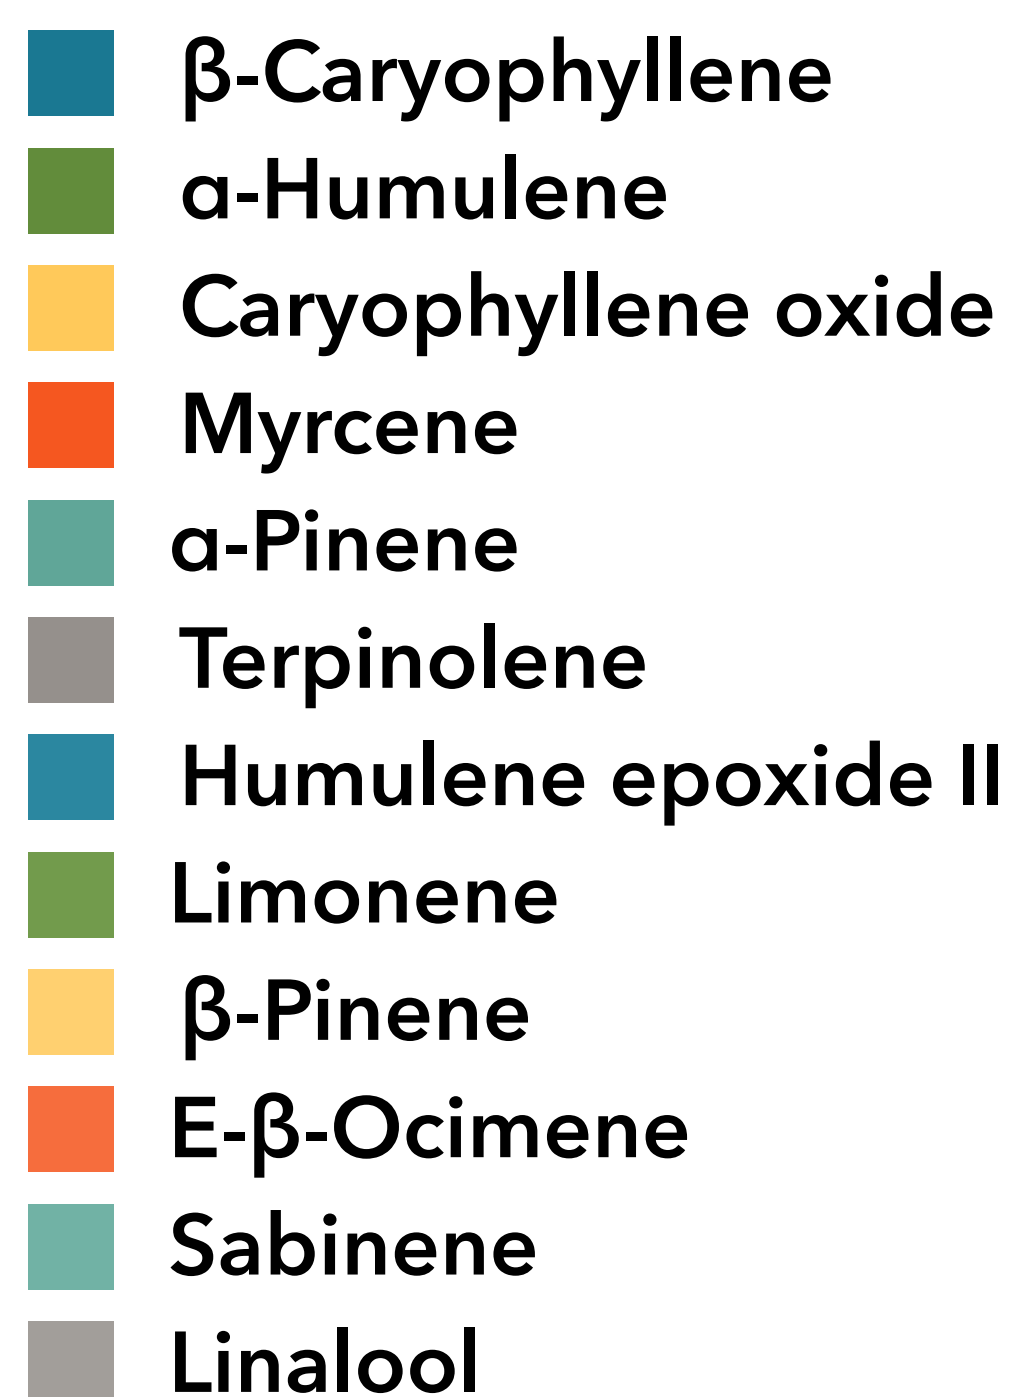 β-Caryophyllene
α-Humulene
Caryophyllene oxide
Myrcene
α-Pinene
Terpinolene
Humulene epoxide II
Limonene
β-Pinene
E-β-Ocimene
Sabinene
Linalool